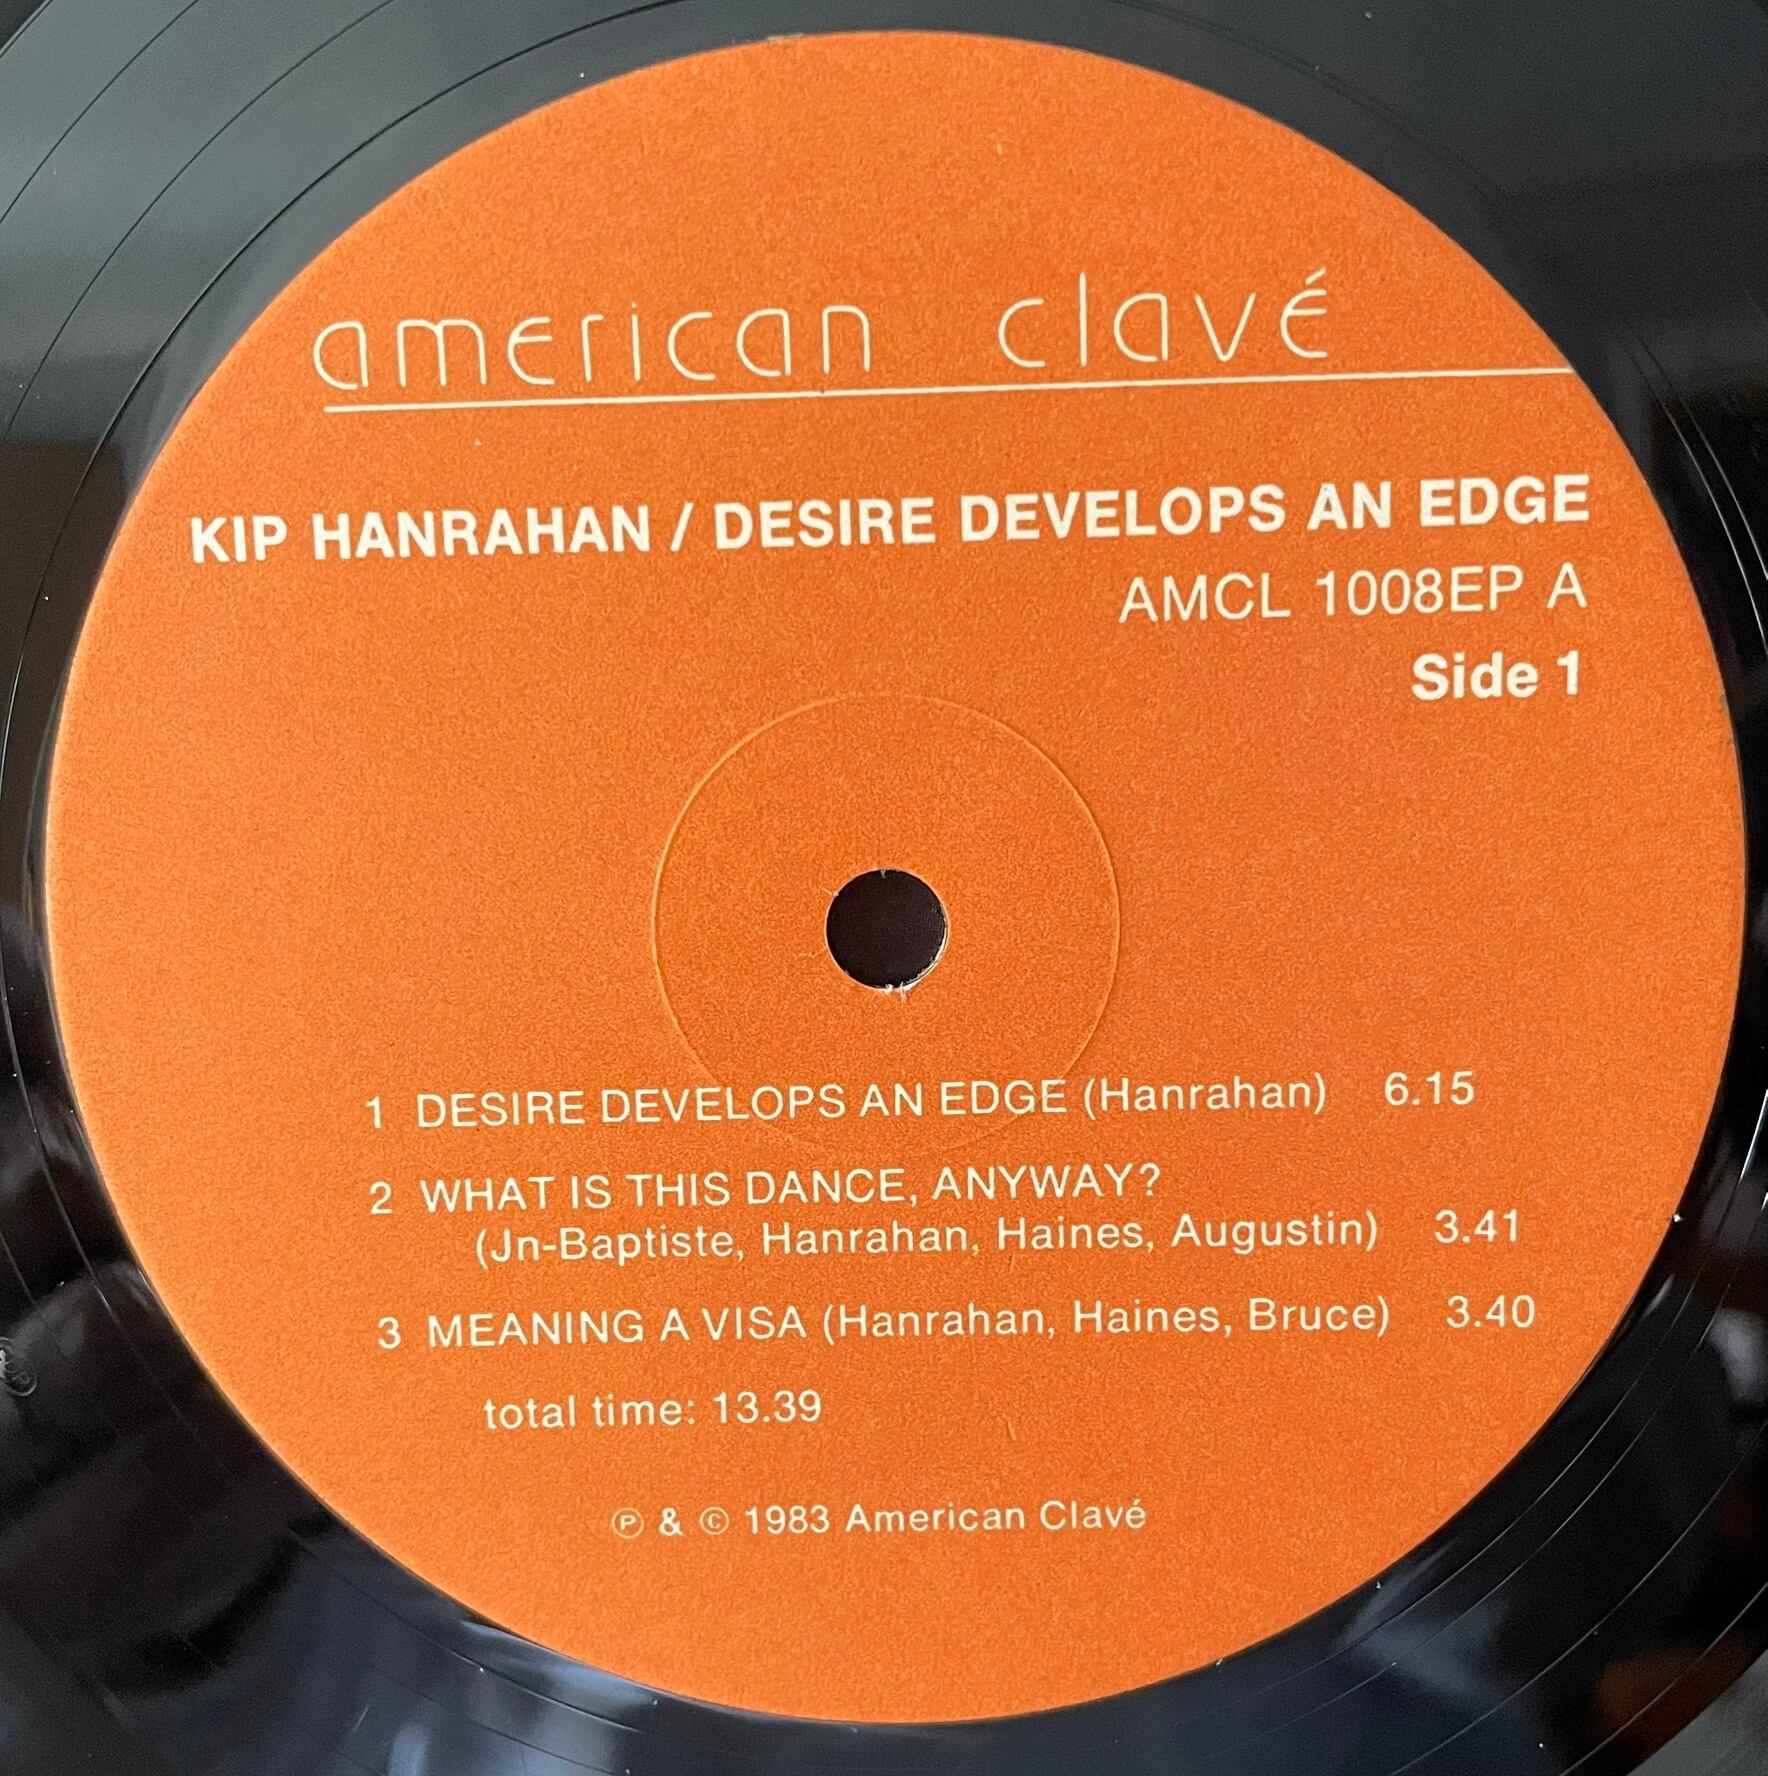 american clavé
KIP HANRAHAN / DESIRE DEVELOPS AN EDGE
AMCL 1008EP A
Side 1
1 DESIRE DEVELOPS AN EDGE (Hanrahan) 6.15
2 WHAT IS THIS DANCE, ANYWAY?
(Jn-Baptiste, Hanrahan, Haines, Augustin) 3.41
3 MEANING A VISA (Hanrahan, Haines, Bruce) 3.40
total time: 13.39
℗ & © 1983 American Clavé